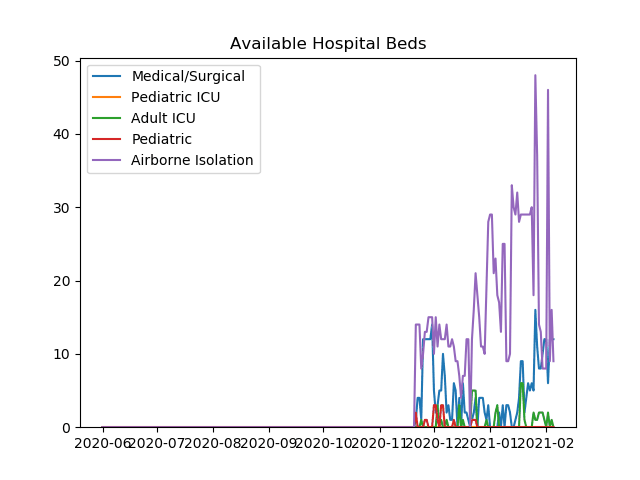 Available Hospital Beds
50
40
30
20
10
0
Medical/Surgical
Pediatric ICU
Adult ICU
Pediatric
Airborne Isolation
2020-06 2020-07 2020-08 2020-09 2020-10 2020-11 2020-12 2021-01 2021-02